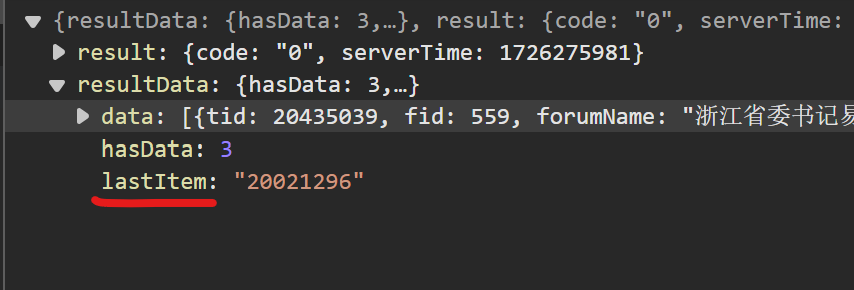 {resultData: {hasData: 3,…}, result: {code: "0", serverTime:
result: {code: "0", serverTime: 1726275981}
resultData: {hasData: 3,…}
data: [{tid: 20435039, fid: 559, forumName: "浙江省委书记易
hasData: 3
lastItem: "20021296"